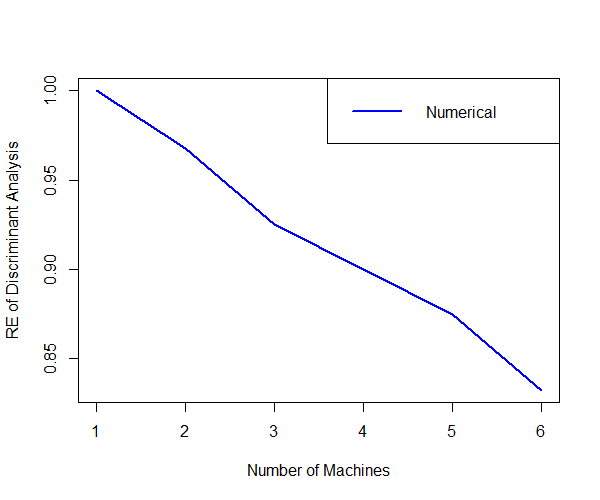 Numerical
1.00
0.95
0.90
0.85
RE of Discriminant Analysis
1 2 3 4 5 6
Number of Machines